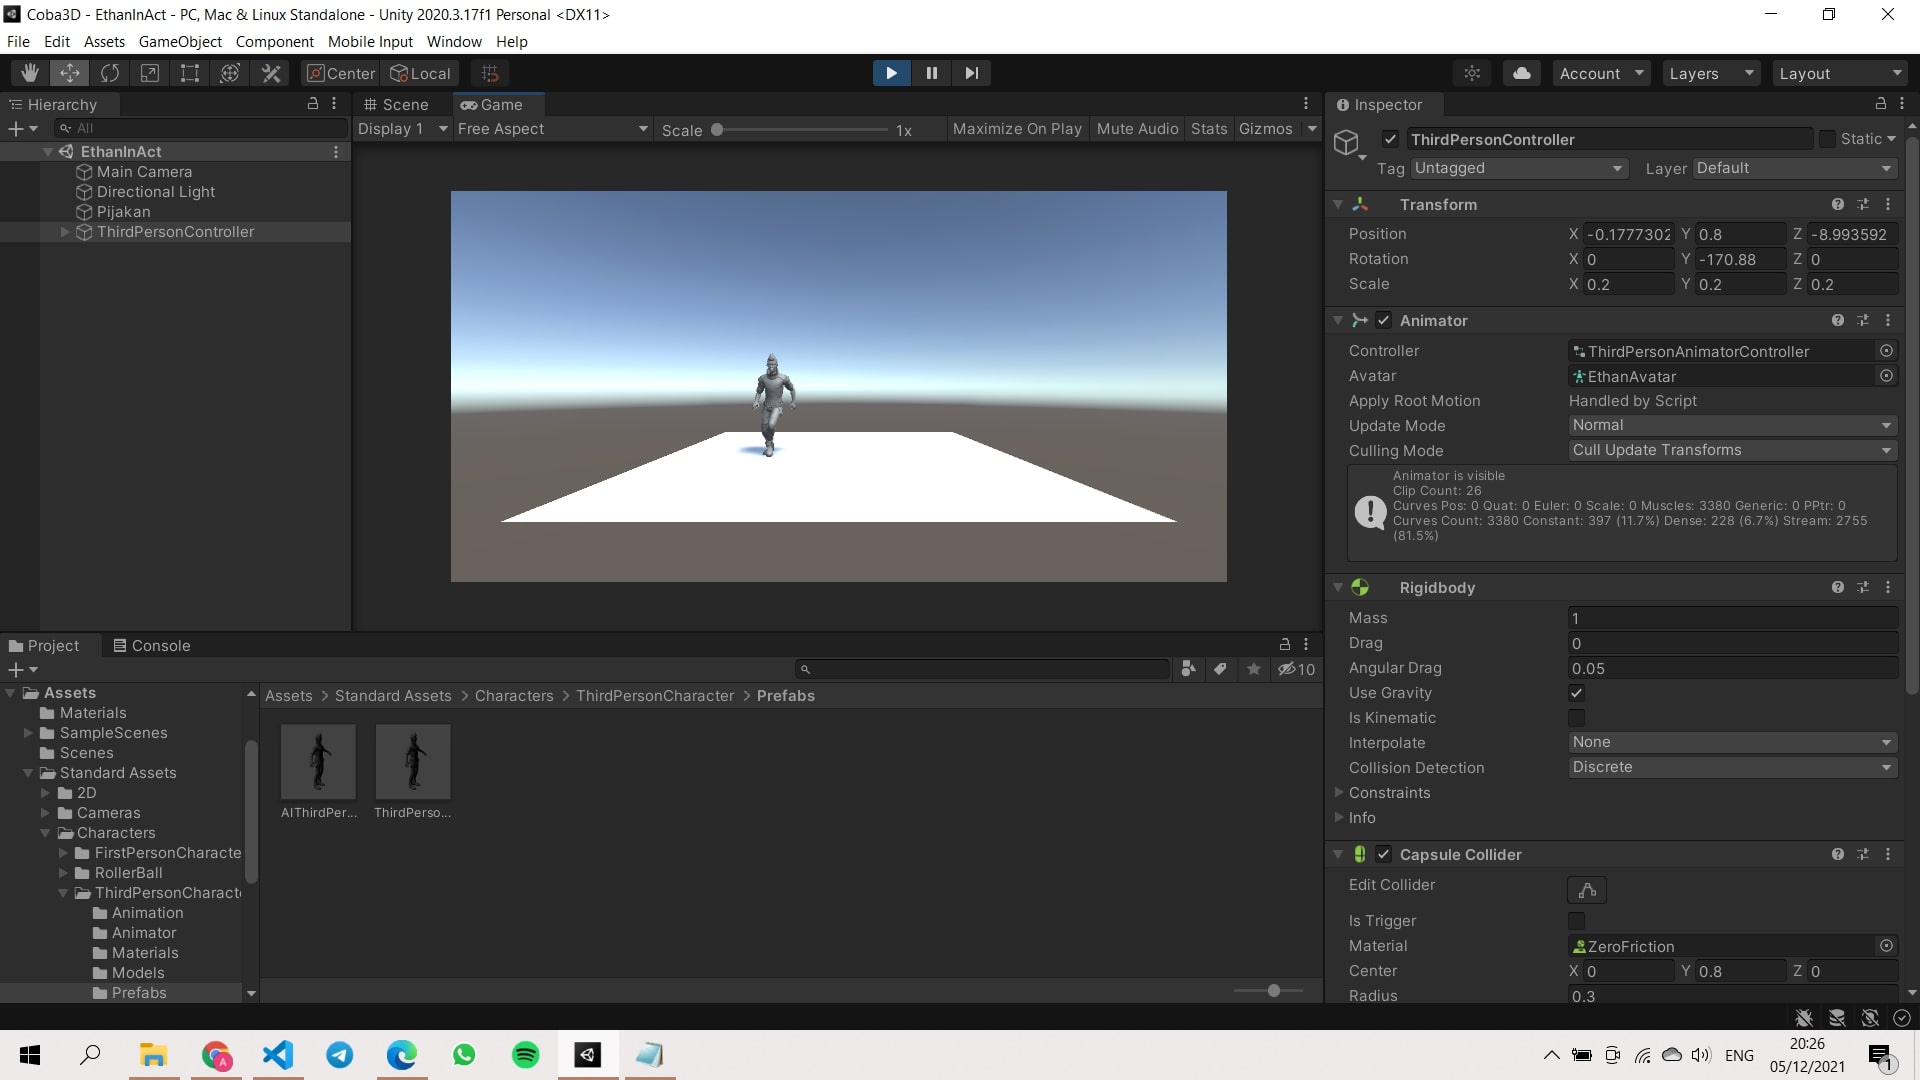 Coba3D - EthanInAct - PC, Mac & Linux Standalone - Unity 2020.3.17f1 Personal <DX11>
File Edit Assets GameObject Component Mobile Input Window Help
Center Local Account Layers Layout
Hierarchy
All
EthanInAct
Main Camera
Directional Light
Pijakan
ThirdPersonController
Scene Game
Display 1 Free Aspect Scale 1x Maximize On Play Mute Audio Stats Gizmos
Inspector
ThirdPersonController Static
Tag Untagged Layer Default
Transform
Position X -0.1777302 Y 0.8 Z -8.993592
Rotation X 0 Y -170.88 Z 0
Scale X 0.2 Y 0.2 Z 0.2
Animator
Controller ThirdPersonAnimatorController
Avatar EthanAvatar
Apply Root Motion Handled by Script
Update Mode Normal
Culling Mode Cull Update Transforms
Animator is visible
Clip Count: 26
Curves Pos: 0 Quat: 0 Euler: 0 Scale: 0 Muscles: 3380 Generic: 0 PPtr: 0
Curves Count: 3380 Constant: 397 (11.7%) Dense: 228 (6.7%) Stream: 2755
(81.5%)
Rigidbody
Mass 1
Drag 0
Angular Drag 0.05
Use Gravity
Is Kinematic
Interpolate None
Collision Detection Discrete
Constraints
Info
Capsule Collider
Edit Collider
Is Trigger
Material ZeroFriction
Center X 0 Y 0.8 Z 0
Radius 0.3
Project Console
10
Assets
Materials
SampleScenes
Scenes
Standard Assets
2D
Cameras
Characters
FirstPersonCharacte
RollerBall
ThirdPersonCharact
Animation
Animator
Materials
Models
Prefabs
Assets > Standard Assets > Characters > ThirdPersonCharacter > Prefabs
AIThirdPer... ThirdPerso...
A
ENG
20:26
05/12/2021
1